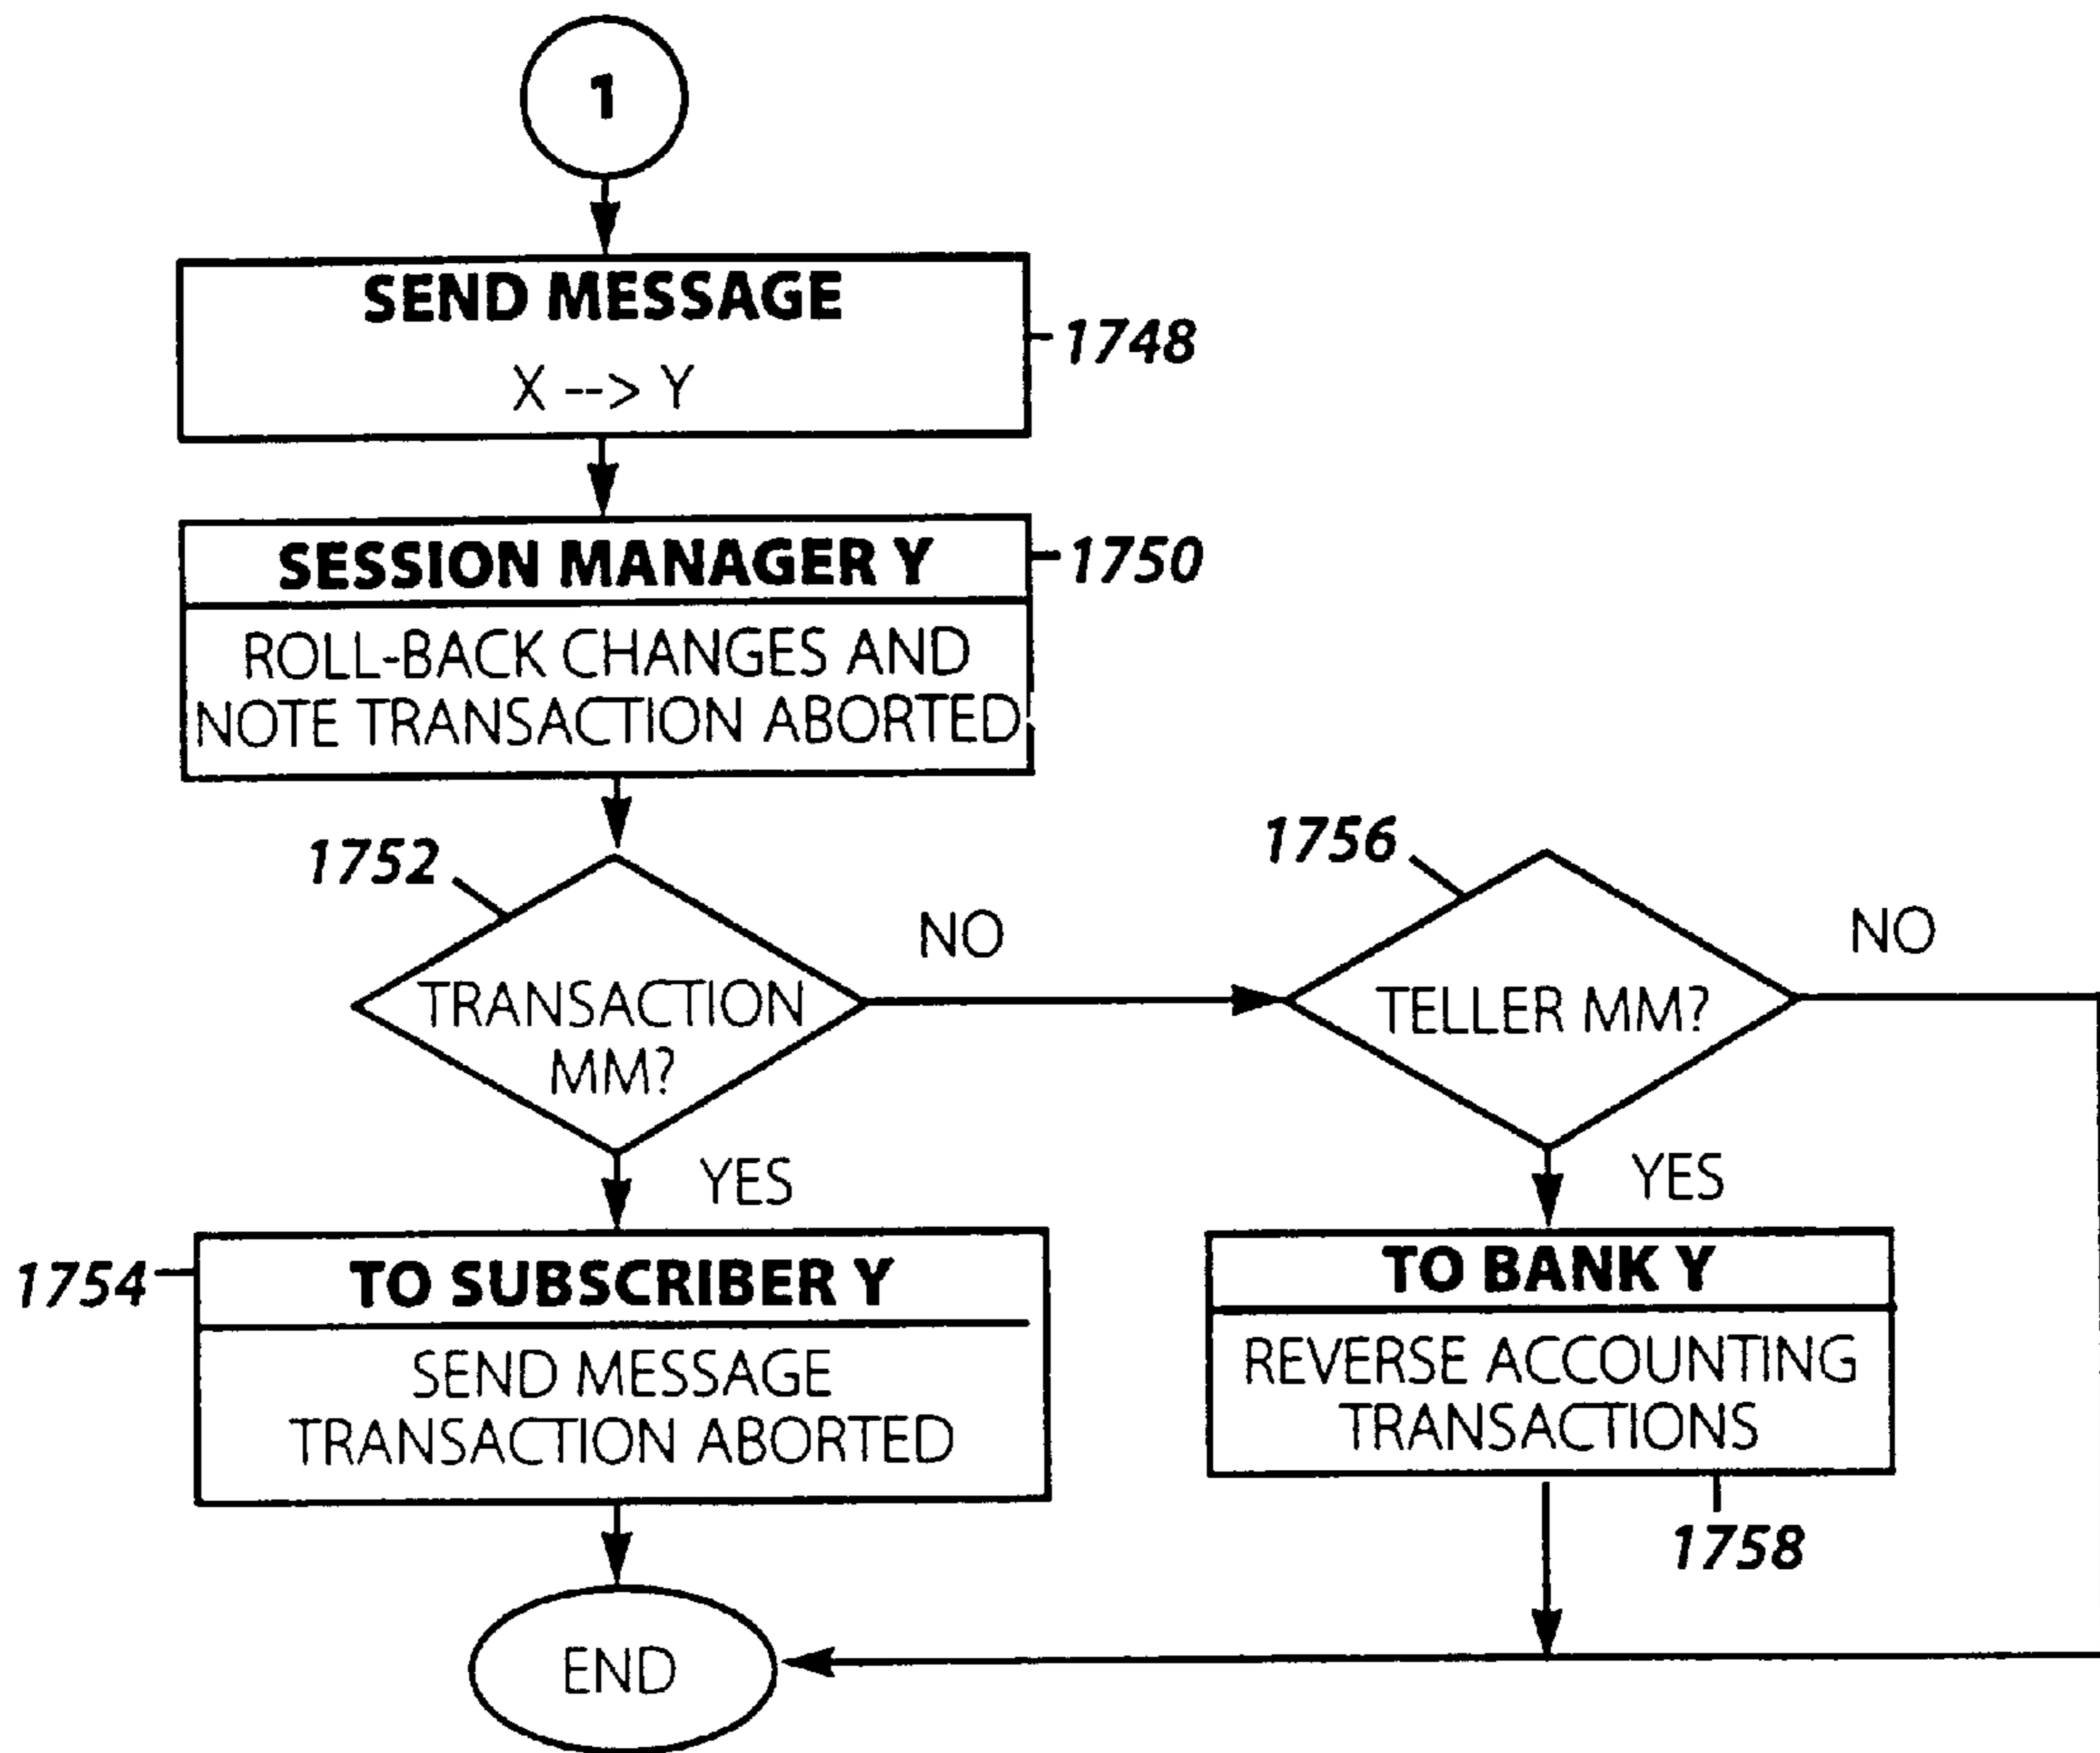 1
SEND MESSAGE
X --> Y
1748
SESSION MANAGER Y
1750
ROLL-BACK CHANGES AND
NOTE TRANSACTION ABORTED
1752
TRANSACTION
MM?
NO
1756
TELLER MM?
NO
YES
YES
1754
TO SUBSCRIBER Y
SEND MESSAGE
TRANSACTION ABORTED
TO BANK Y
REVERSE ACCOUNTING
TRANSACTIONS
1758
END